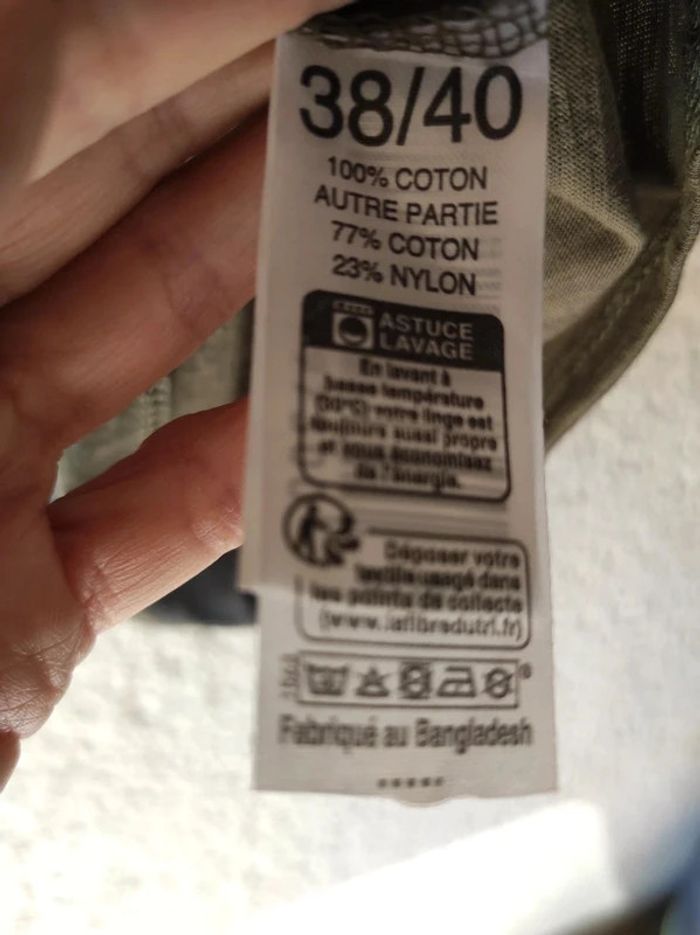 38/40
100% COTON
AUTRE PARTIE
77% COTON
23% NYLON
ASTUCE
LAVAGE
En lavant à
basse température
(30°C) votre linge est
toujours aussi propre
et vous économisez
de l'énergie.
Déposer votre
textile usagé dans
les points de collecte
(www.lafibredutri.fr)
Fabriqué au Bangladesh